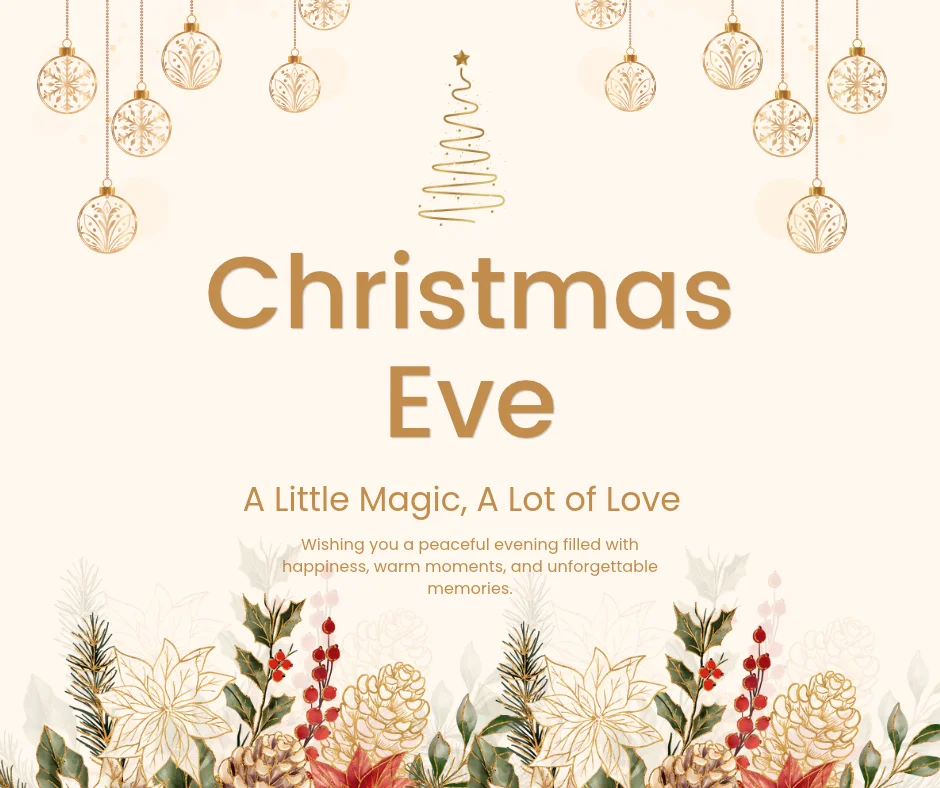 Christmas
Eve
A Little Magic, A Lot of Love
Wishing you a peaceful evening filled with
happiness, warm moments, and unforgettable
memories.